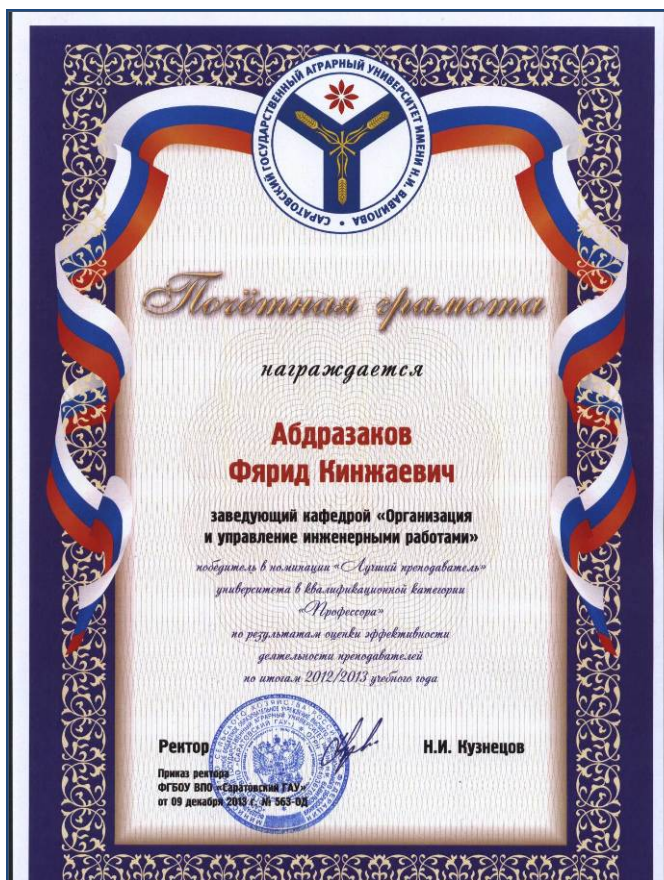 САРАТОВСКИЙ ГОСУДАРСТВЕННЫЙ АГРАРНЫЙ УНИВЕРСИТЕТ ИМЕНИ Н.И. ВАВИЛОВА
Почётная грамота
награждается
Абдразаков
Фярид Кинжаевич
заведующий кафедрой «Организация
и управление инженерными работами»
победитель в номинации «Лучший преподаватель»
университета в квалификационной категории
«Профессора»
по результатам оценки эффективности
деятельности преподавателей
по итогам 2012/2013 учебного года
Ректор
Н.И. Кузнецов
Приказ ректора
ФГБОУ ВПО «Саратовский ГАУ»
от 09 декабря 2013 г. № 563-ОД